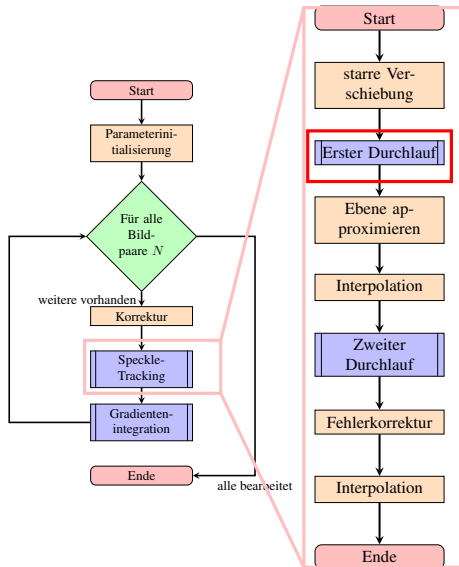 Start
Parameterini-
tialisierung
Für alle
Bild-
paare N
weitere vorhanden
Korrektur
Speckle-
Tracking
Gradienten-
integration
Ende
alle bearbeitet
Start
starre Ver-
schiebung
Erster Durchlauf
Ebene ap-
proximieren
Interpolation
Zweiter
Durchlauf
Fehlerkorrektur
Interpolation
Ende